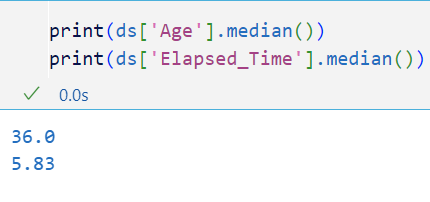 print(ds['Age'].median())
print(ds['Elapsed_Time'].median())
0.0s
36.0
5.83